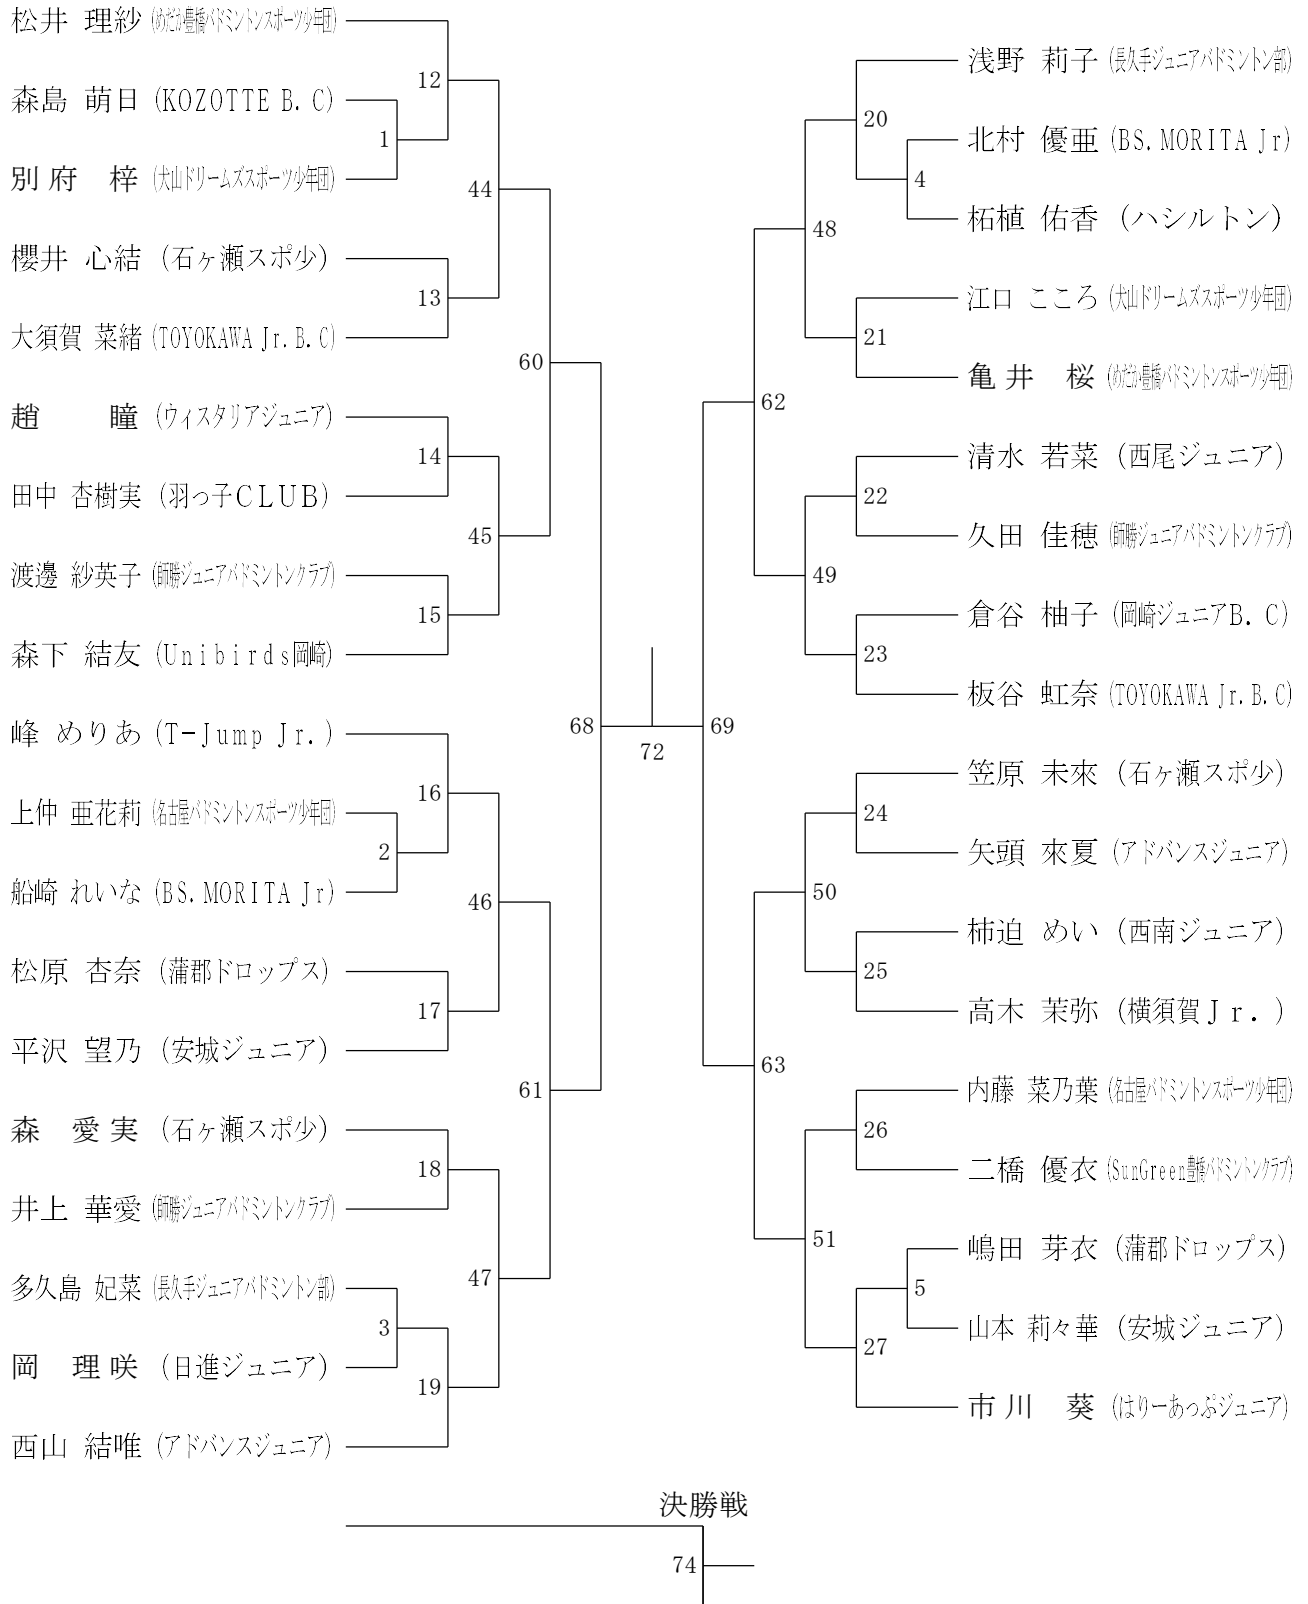 松井 理紗 (めだか豊橋バドミントンスポーツ少年団)
12
森島 萌日 (KOZOTTE B.C)
1
別府 梓 (犬山ドリームズスポーツ少年団)
44
櫻井 心結 (石ヶ瀬スポ少)
13
大須賀 菜緒 (TOYOKAWA Jr.B.C)
60
趙 瞳 (ウィスタリアジュニア)
14
田中 杏樹実 (羽っ子CLUB)
45
渡邊 紗英子 (師勝ジュニアバドミントンクラブ)
15
森下 結友 (Unibirds岡崎)
68
峰 めりあ (T-Jump Jr.)
16
上仲 亜花莉 (名古屋バドミントンスポーツ少年団)
2
船崎 れいな (BS.MORITA Jr)
46
松原 杏奈 (蒲郡ドロップス)
17
平沢 望乃 (安城ジュニア)
61
森 愛実 (石ヶ瀬スポ少)
18
井上 華愛 (師勝ジュニアバドミントンクラブ)
47
多久島 妃菜 (長久手ジュニアバドミントン部)
3
岡 理咲 (日進ジュニア)
19
西山 結唯 (アドバンスジュニア)
72
浅野 莉子 (長久手ジュニアバドミントン部)
20
北村 優亜 (BS.MORITA Jr)
4
柘植 佑香 (ハシルトン)
48
江口 こころ (犬山ドリームズスポーツ少年団)
21
亀井 桜 (めだか豊橋バドミントンスポーツ少年団)
62
清水 若菜 (西尾ジュニア)
22
久田 佳穂 (師勝ジュニアバドミントンクラブ)
49
倉谷 柚子 (岡崎ジュニアB.C)
23
板谷 虹奈 (TOYOKAWA Jr.B.C)
69
笠原 未來 (石ヶ瀬スポ少)
24
矢頭 來夏 (アドバンスジュニア)
50
柿迫 めい (西南ジュニア)
25
高木 茉弥 (横須賀Jr.)
63
内藤 菜乃葉 (名古屋バドミントンスポーツ少年団)
26
二橋 優衣 (SunGreen豊橋バドミントンクラブ)
51
嶋田 芽衣 (蒲郡ドロップス)
5
山本 莉々華 (安城ジュニア)
27
市川 葵 (はりーあっぷジュニア)
決勝戦
74